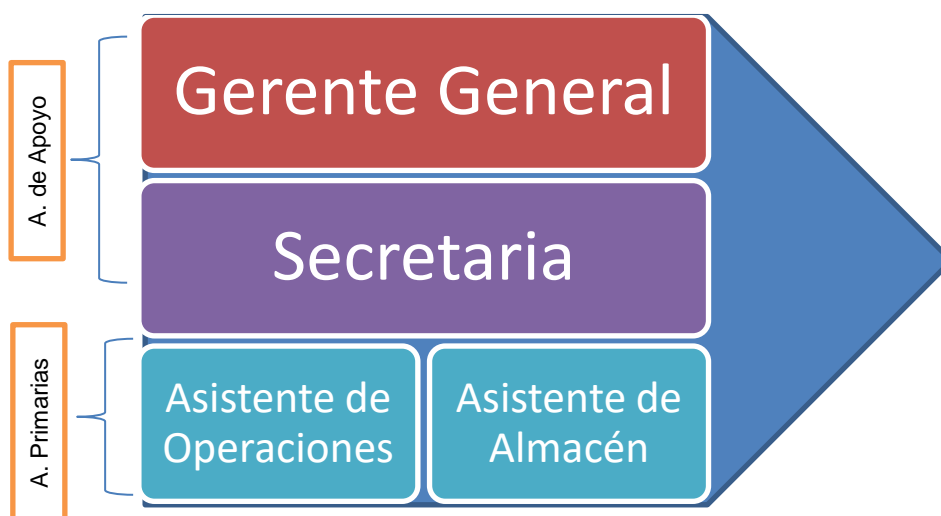 A. de Apoyo
Gerente General
Secretaria
A. Primarias
Asistente de
Operaciones
Asistente de
Almacén